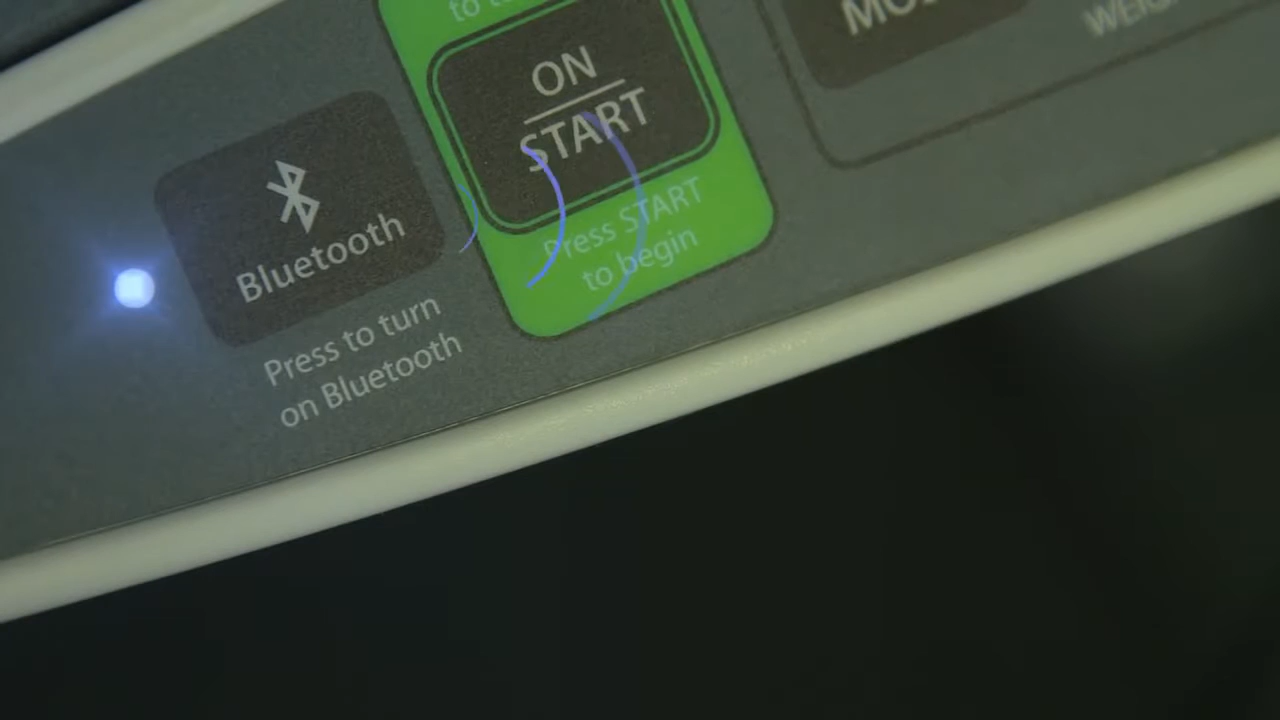 ON
START
Press START
to begin
Bluetooth
Press to turn
on Bluetooth